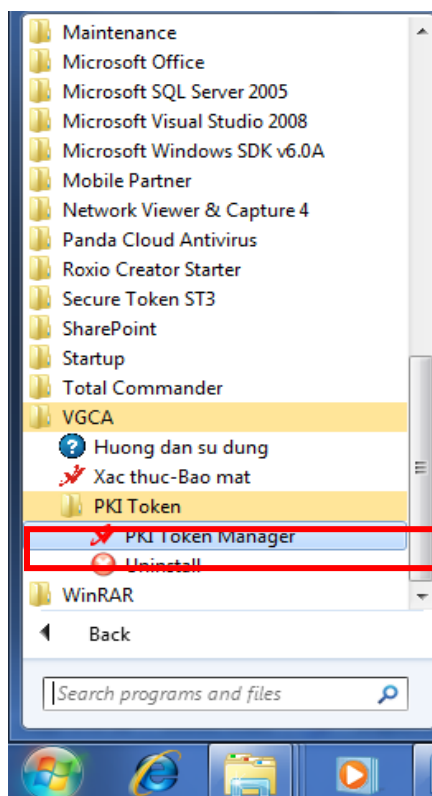 Maintenance
Microsoft Office
Microsoft SQL Server 2005
Microsoft Visual Studio 2008
Microsoft Windows SDK v6.0A
Mobile Partner
Network Viewer & Capture 4
Panda Cloud Antivirus
Roxio Creator Starter
Secure Token ST3
SharePoint
Startup
Total Commander
VGCA
Huong dan su dung
Xac thuc-Bao mat
PKI Token
PKI Token Manager
Uninstall
WinRAR
Back
Search programs and files